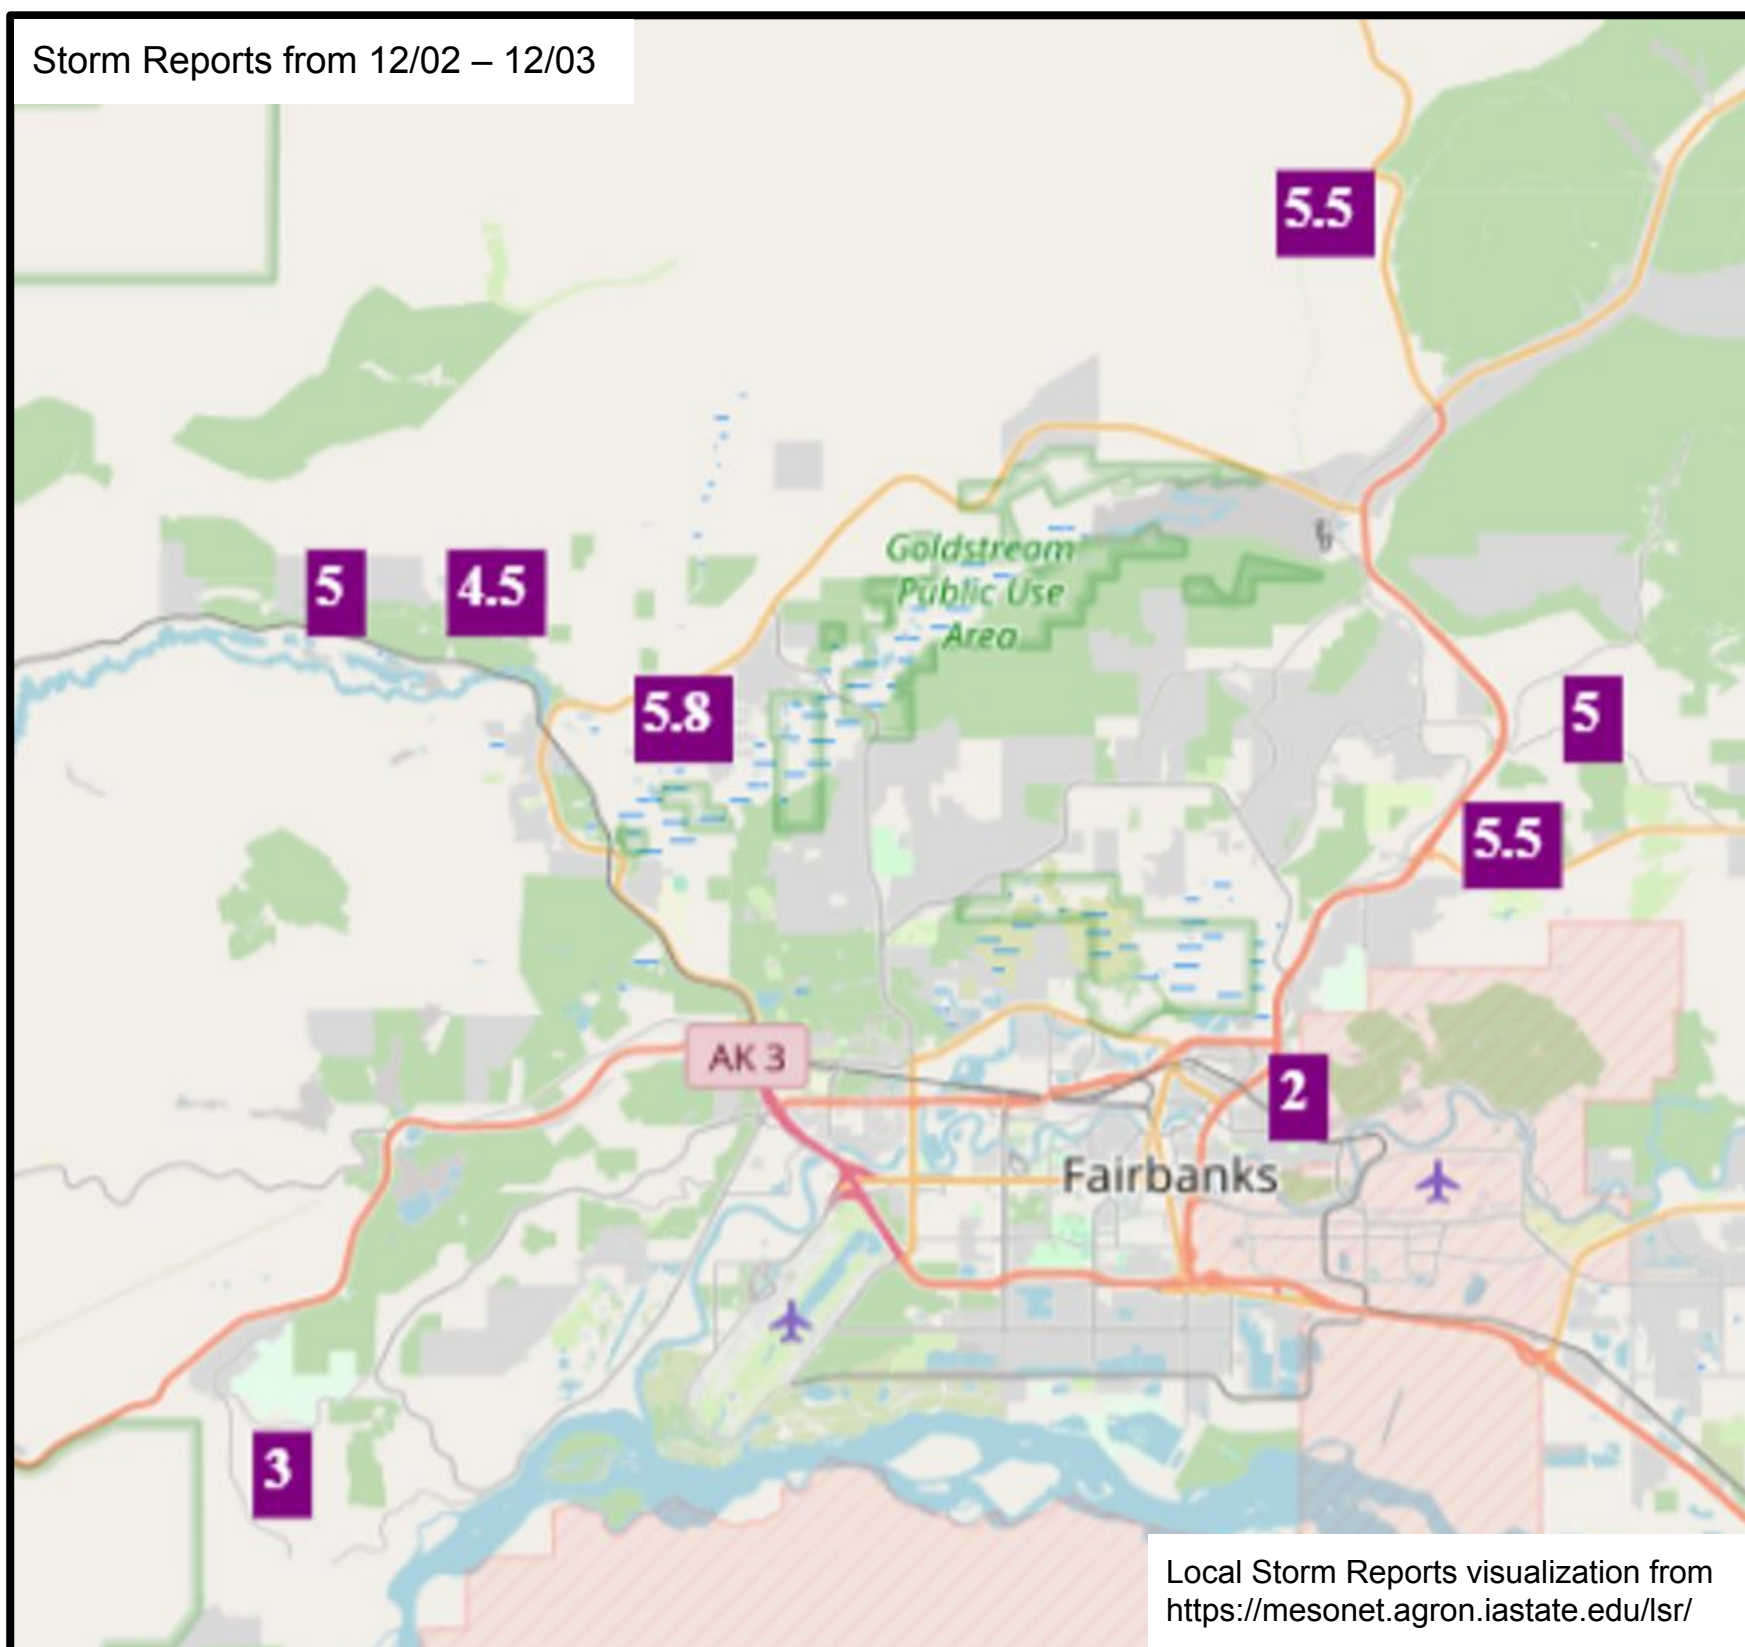 Storm Reports from 12/02 – 12/03
5.5
Goldstream
Public Use
Area
5
4.5
5.8
5
5.5
AK 3
2
Fairbanks
3
Local Storm Reports visualization from
https://mesonet.agron.iastate.edu/lsr/